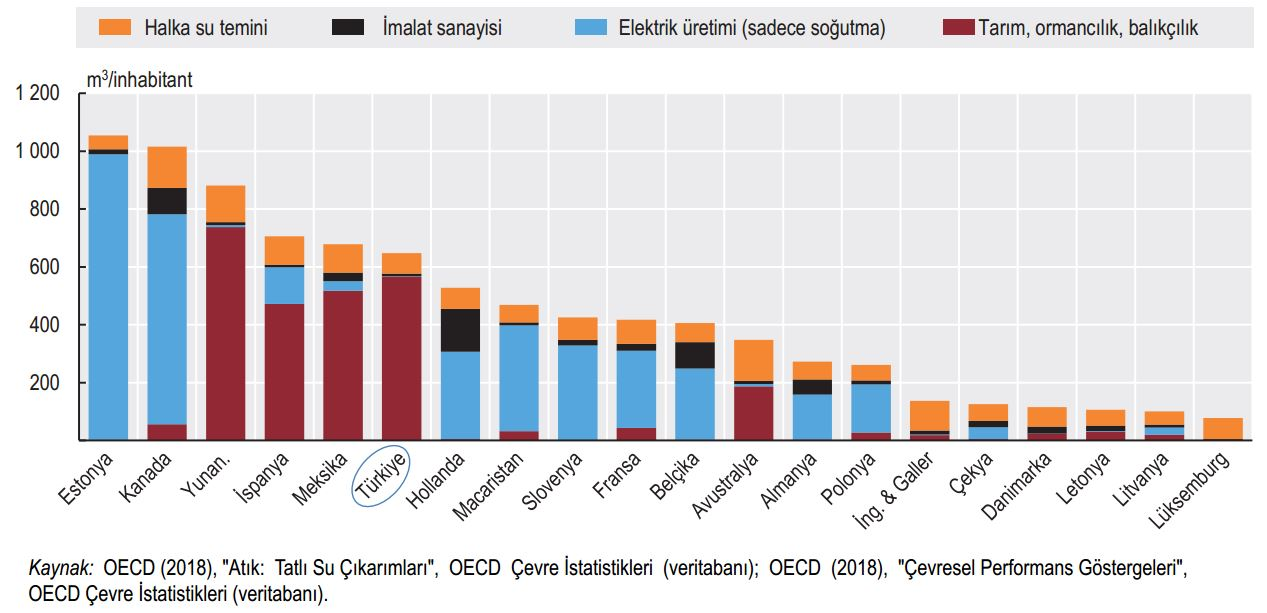 Halka su temini İmalat sanayisi Elektrik üretimi (sadece soğutma) Tarım, ormancılık, balıkçılık
m³/inhabitant
1 200
1 000
800
600
400
200
Estonya
Kanada
Yunan.
İspanya
Meksika
Türkiye
Hollanda
Macaristan
Slovenya
Fransa
Belçika
Avustralya
Almanya
Polonya
İng. & Galler
Çekya
Danimarka
Letonya
Litvanya
Lüksemburg
Kaynak: OECD (2018), "Atık: Tatlı Su Çıkarımları", OECD Çevre İstatistikleri (veritabanı); OECD (2018), "Çevresel Performans Göstergeleri",
OECD Çevre İstatistikleri (veritabanı).